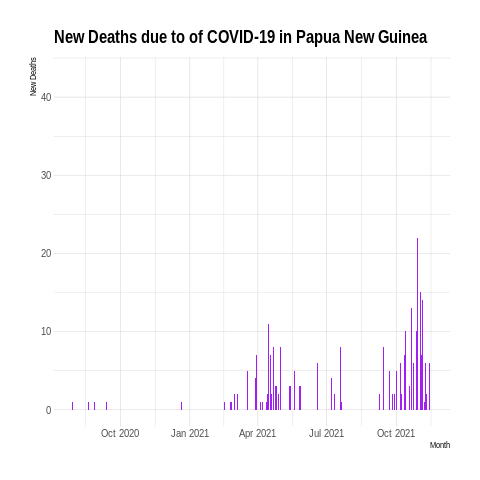 New Deaths due to of COVID-19 in Papua New Guinea
New Deaths
40
30
20
10
0
Oct 2020 Jan 2021 Apr 2021 Jul 2021 Oct 2021
Month